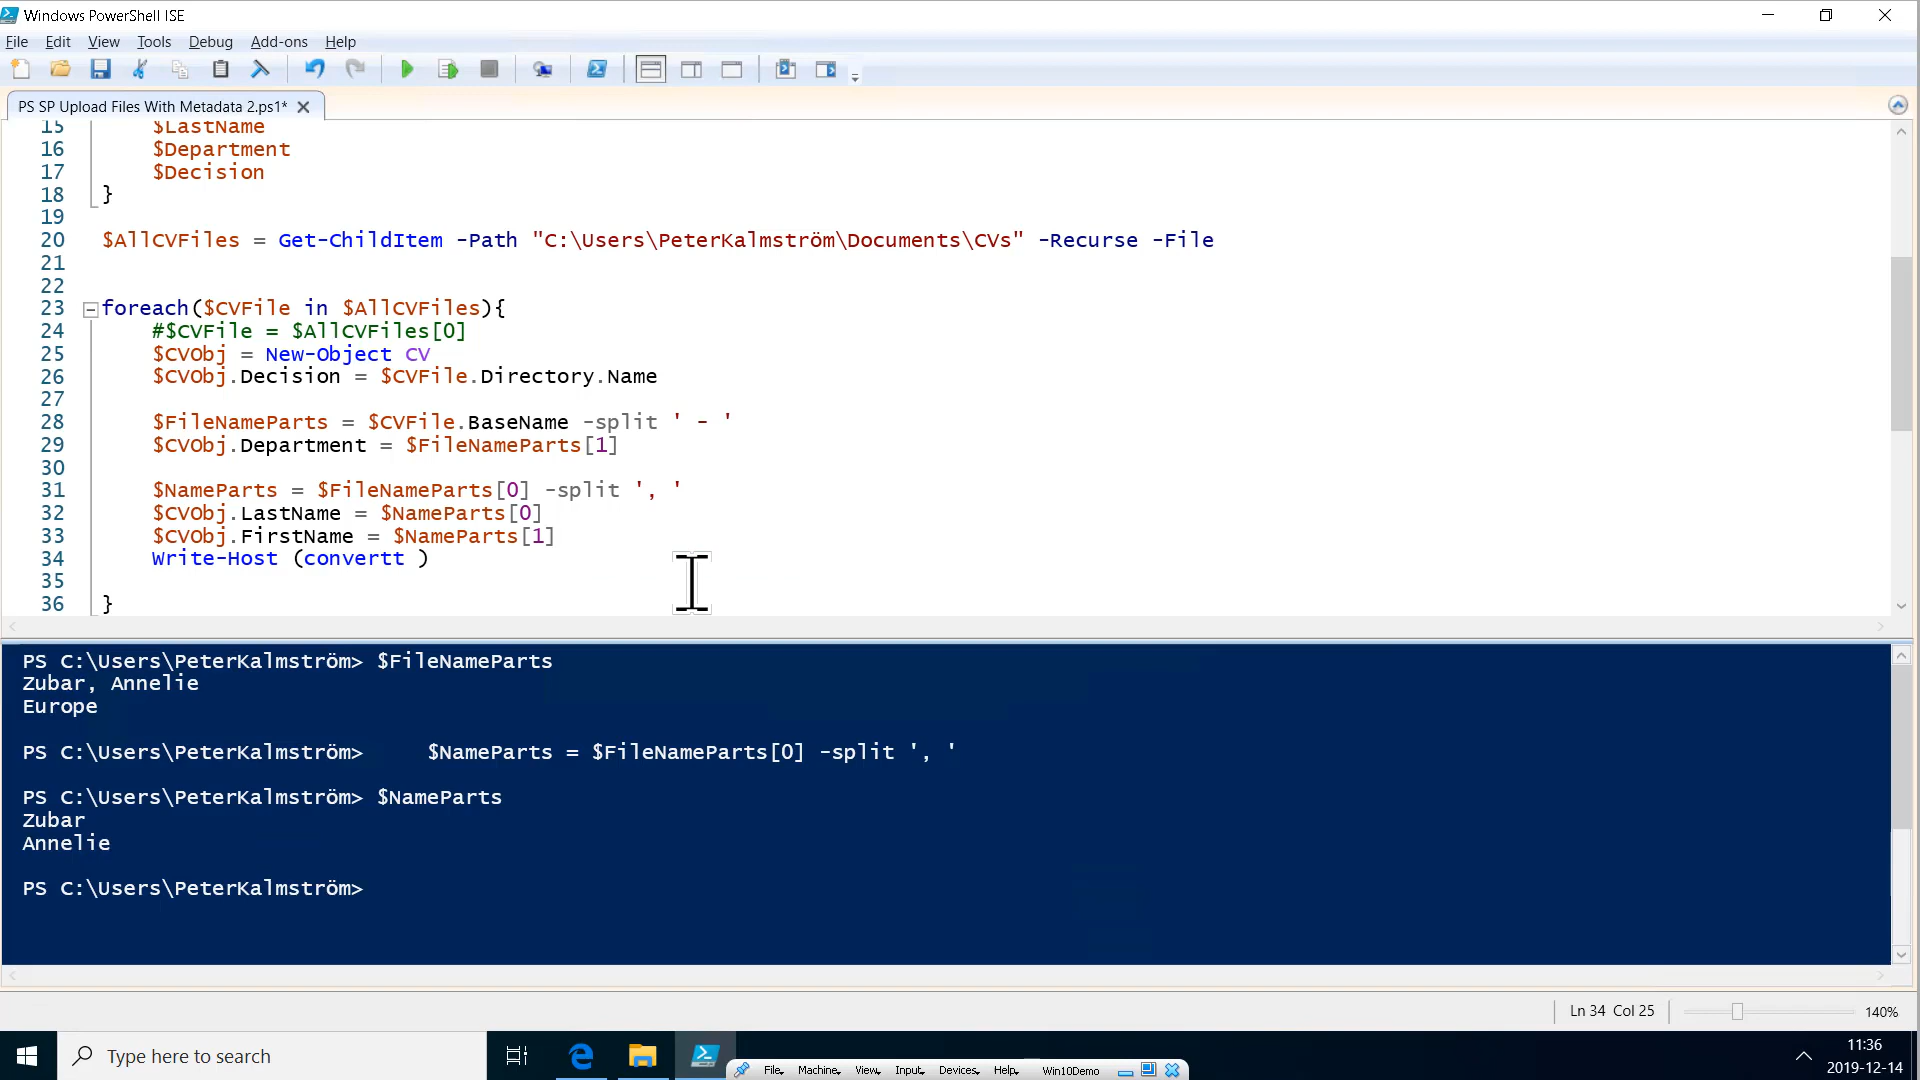 Windows PowerShell ISE
File Edit View Tools Debug Add-ons Help
PS SP Upload Files With Metadata 2.ps1*
15 $LastName
16 $Department
17 $Decision
18 }
19
20 $AllCVFiles = Get-ChildItem -Path "C:\Users\PeterKalmström\Documents\CVs" -Recurse -File
21
22
23 foreach($CVFile in $AllCVFiles){
24 #$CVFile = $AllCVFiles[0]
25 $CVObj = New-Object CV
26 $CVObj.Decision = $CVFile.Directory.Name
27
28 $FileNameParts = $CVFile.BaseName -split ' - '
29 $CVObj.Department = $FileNameParts[1]
30
31 $NameParts = $FileNameParts[0] -split ', '
32 $CVObj.LastName = $NameParts[0]
33 $CVObj.FirstName = $NameParts[1]
34 Write-Host (convertt )
35
36 }
PS C:\Users\PeterKalmström> $FileNameParts
Zubar, Annelie
Europe
PS C:\Users\PeterKalmström> $NameParts = $FileNameParts[0] -split ', '
PS C:\Users\PeterKalmström> $NameParts
Zubar
Annelie
PS C:\Users\PeterKalmström>
Ln 34 Col 25 140%
Type here to search
File Machine View Input Devices Help Win10Demo
11:36
2019-12-14